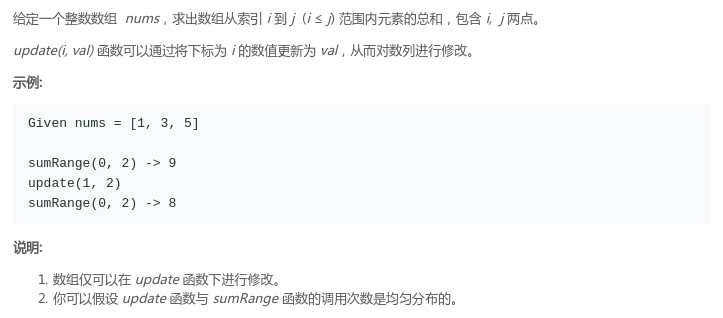 给定一个整数数组  nums，求出数组从索引 i 到 j  (i ≤ j) 范围内元素的总和，包含 i,  j 两点。
update(i, val) 函数可以通过将下标为 i 的数值更新为 val，从而对数列进行修改。
示例:
Given nums = [1, 3, 5]
sumRange(0, 2) -> 9
update(1, 2)
sumRange(0, 2) -> 8
说明:
1. 数组仅可以在 update 函数下进行修改。
2. 你可以假设 update 函数与 sumRange 函数的调用次数是均匀分布的。